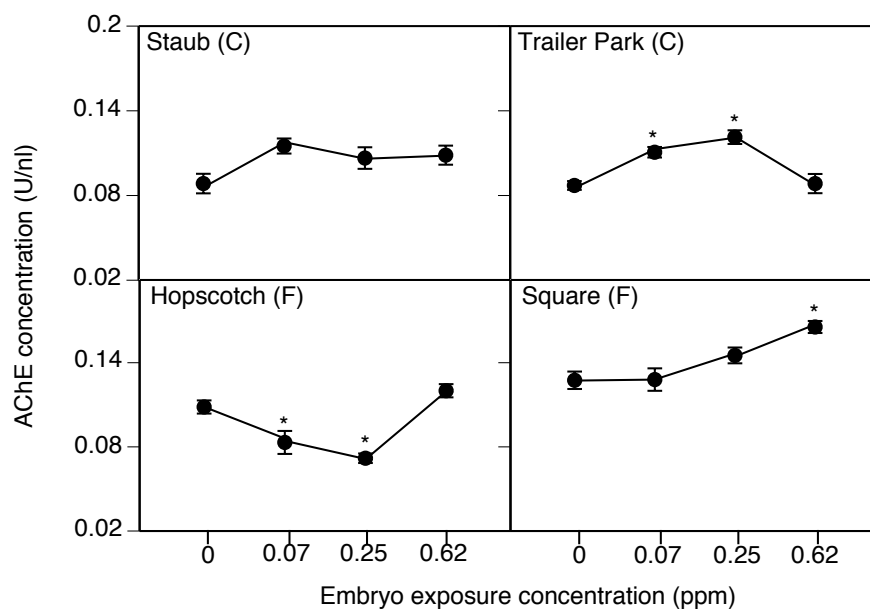 0.2
Staub (C)
Trailer Park (C)
0.14
* *
0.08
0.02
Hopscotch (F)
Square (F)
*
0.14
* *
0.08
0.02
0 0.07 0.25 0.62 0 0.07 0.25 0.62
AChE concentration (U/nl)
Embryo exposure concentration (ppm)